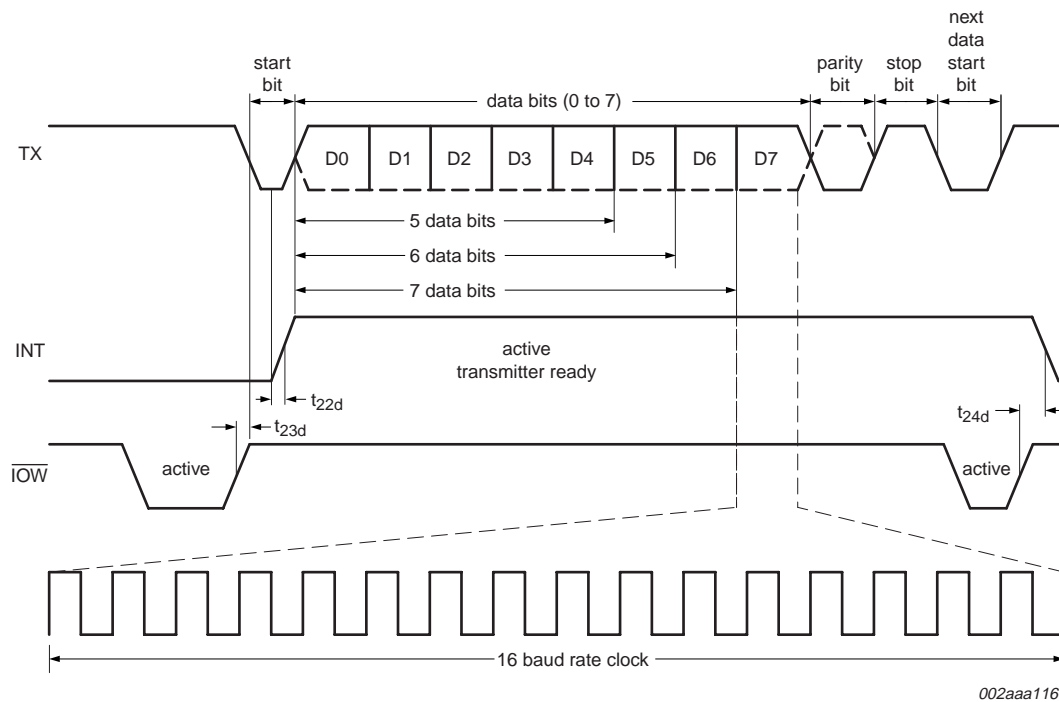 start
bit
data bits (0 to 7)
parity
bit
stop
bit
next
data
start
bit
TX
D0 D1 D2 D3 D4 D5 D6 D7
5 data bits
6 data bits
7 data bits
INT
active
transmitter ready
t22d
t23d
t24d
IOW
active
active
16 baud rate clock
002aaa116